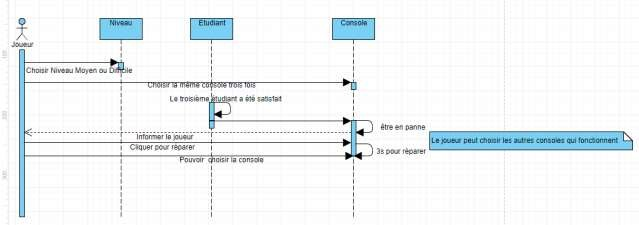 Niveau
Etudiant
Console
Joueur
Choisir Niveau Moyen ou Difficile
Choisir la même console trois fois
Le troisième étudiant a été satisfait
être en panne
Informer le joueur
Le joueur peut choisir les autres consoles qui fonctionnent
Cliquer pour réparer
3s pour réparer
Pouvoir choisir la console